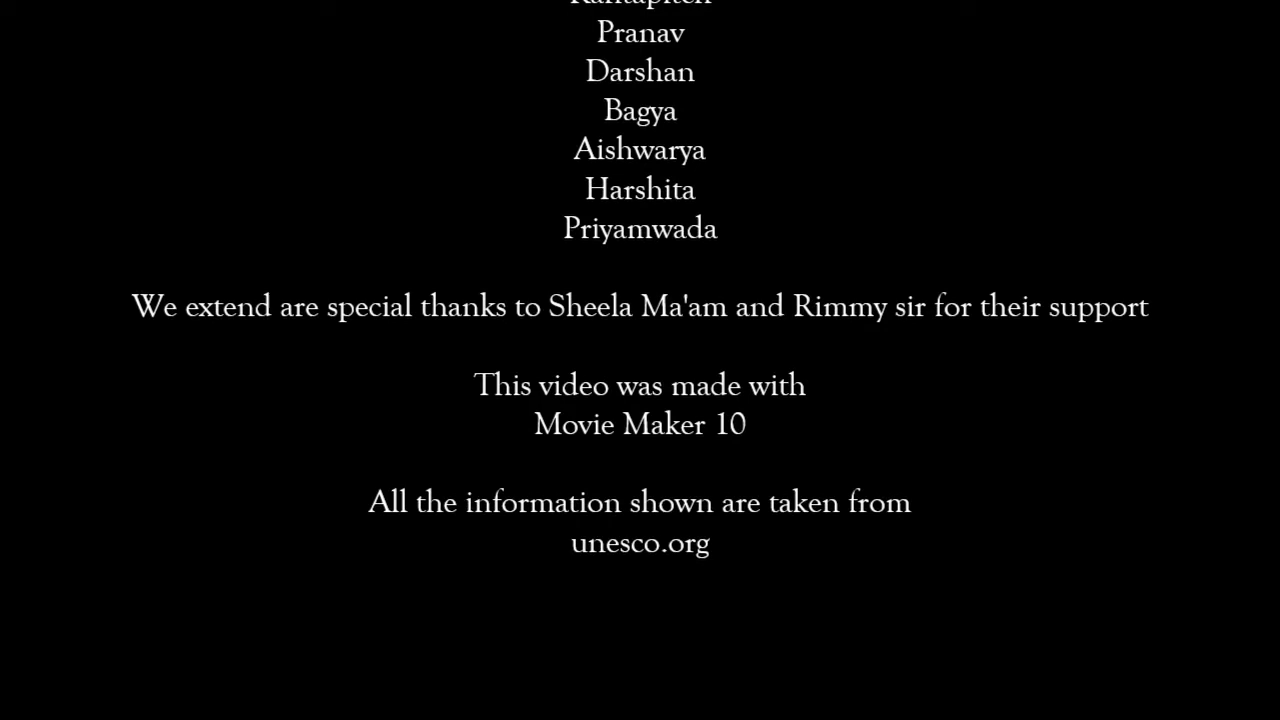 Pranav
Darshan
Bagya
Aishwarya
Harshita
Priyamwada
We extend are special thanks to Sheela Ma'am and Rimmy sir for their support
This video was made with
Movie Maker 10
All the information shown are taken from
unesco.org